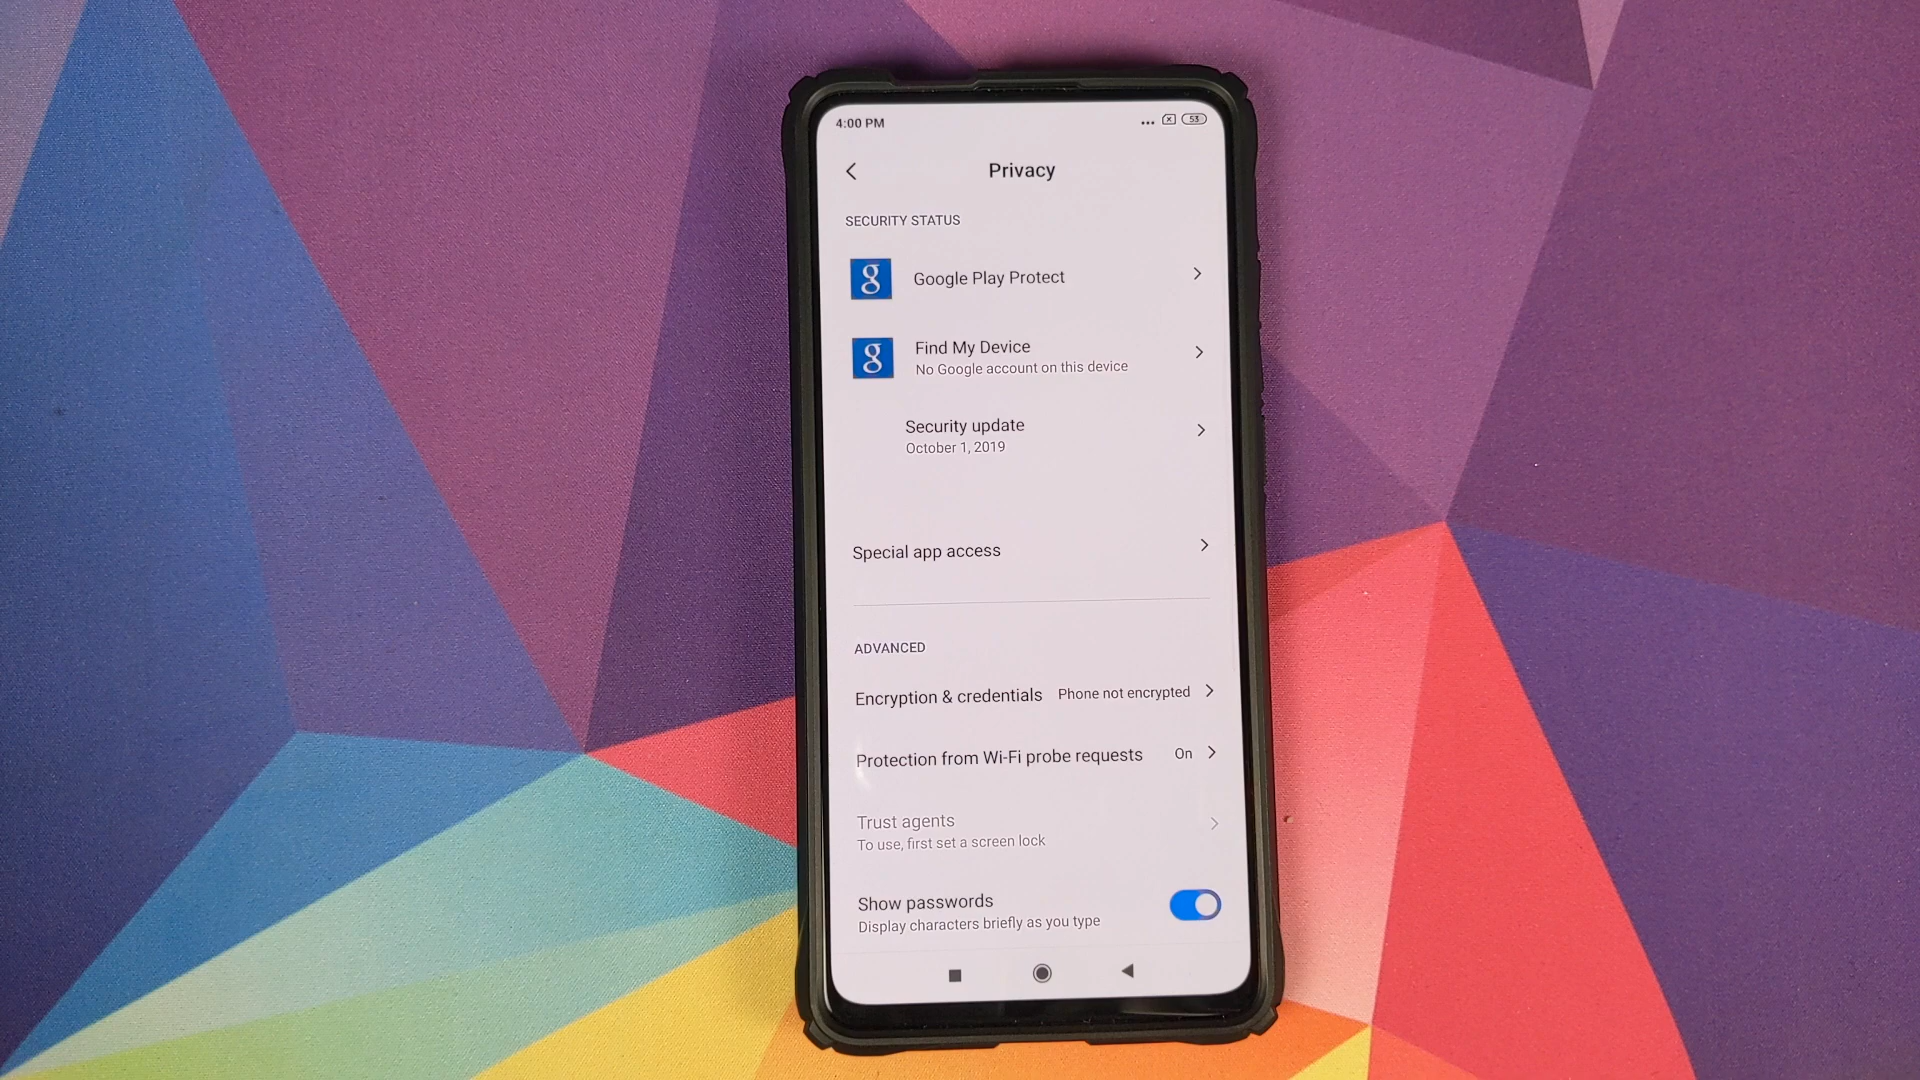 4:00 PM
53
Privacy
SECURITY STATUS
g
Google Play Protect
g
Find My Device
No Google account on this device
Security update
October 1, 2019
Special app access
ADVANCED
Encryption & credentials Phone not encrypted
Protection from Wi-Fi probe requests On
Trust agents
To use, first set a screen lock
Show passwords
Display characters briefly as you type